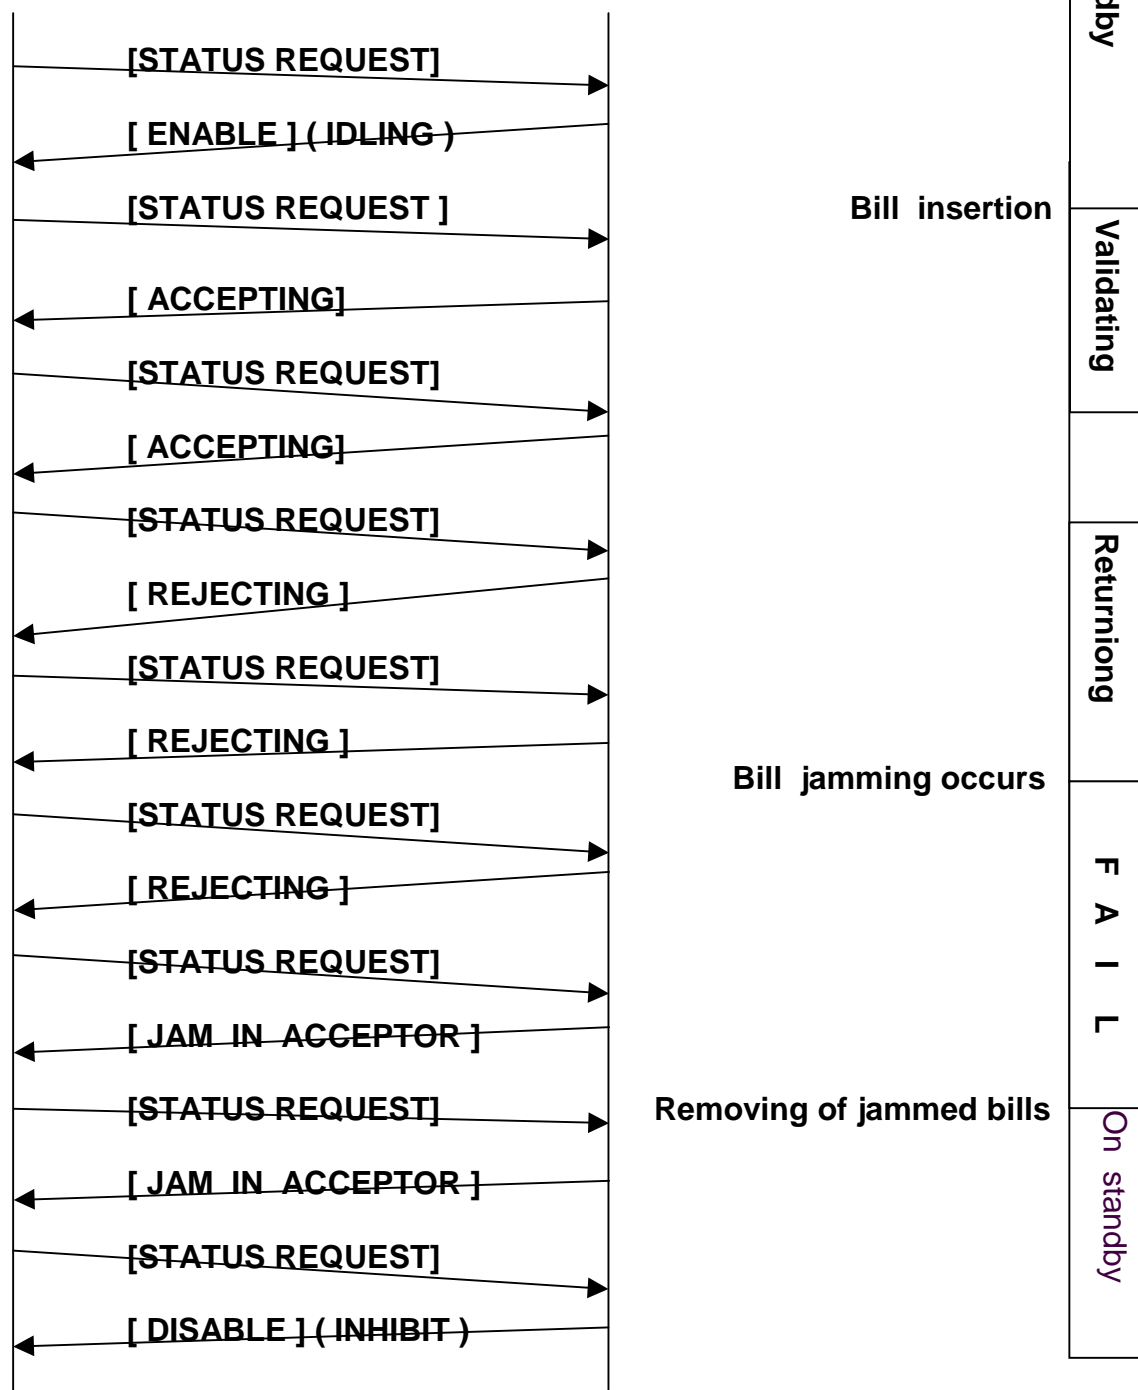 dby
[STATUS REQUEST]
[ ENABLE ] ( IDLING )
[STATUS REQUEST ]
Bill insertion
Validating
[ ACCEPTING]
[STATUS REQUEST]
[ ACCEPTING]
[STATUS REQUEST]
Returniong
[ REJECTING ]
[STATUS REQUEST]
[ REJECTING ]
Bill jamming occurs
[STATUS REQUEST]
F A I L
[ REJECTING ]
[STATUS REQUEST]
[ JAM IN ACCEPTOR ]
[STATUS REQUEST]
Removing of jammed bills
On standby
[ JAM IN ACCEPTOR ]
[STATUS REQUEST]
[ DISABLE ] ( INHIBIT )